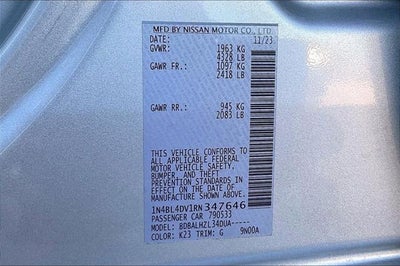 MFD BY NISSAN MOTOR CO., LTD.
DATE: 11/23
GVWR: 1963 KG
4328 LB
GAWR FR.: 1097 KG
2418 LB
GAWR RR.: 945 KG
2083 LB
THIS VEHICLE CONFORMS TO
ALL APPLICABLE FEDERAL
MOTOR VEHICLE SAFETY,
BUMPER, AND THEFT
PREVENTION STANDARDS IN
EFFECT ON THE DATE OF
MANUFACTURE SHOWN ABOVE.
1N4BL4DV1RN347646
PASSENGER CAR 790533
MODEL: BDBALHZL34DUA-----
COLOR: K23 TRIM: G 9N00A